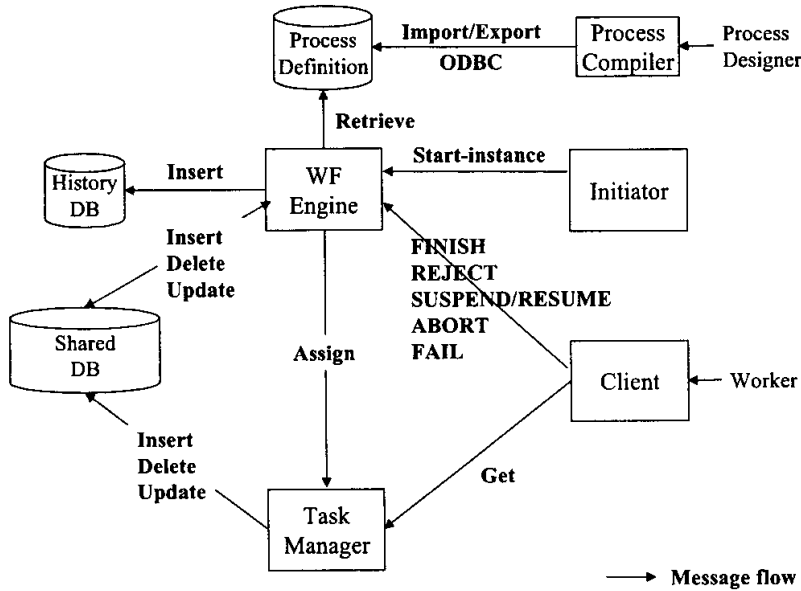 Process
Definition
Import/Export
ODBC
Process
Compiler
Process
Designer
Retrieve
History
DB
Insert
WF
Engine
Start-instance
Initiator
Insert
Delete
Update
FINISH
REJECT
SUSPEND/RESUME
ABORT
FAIL
Shared
DB
Assign
Client
Worker
Insert
Delete
Update
Get
Task
Manager
Message flow